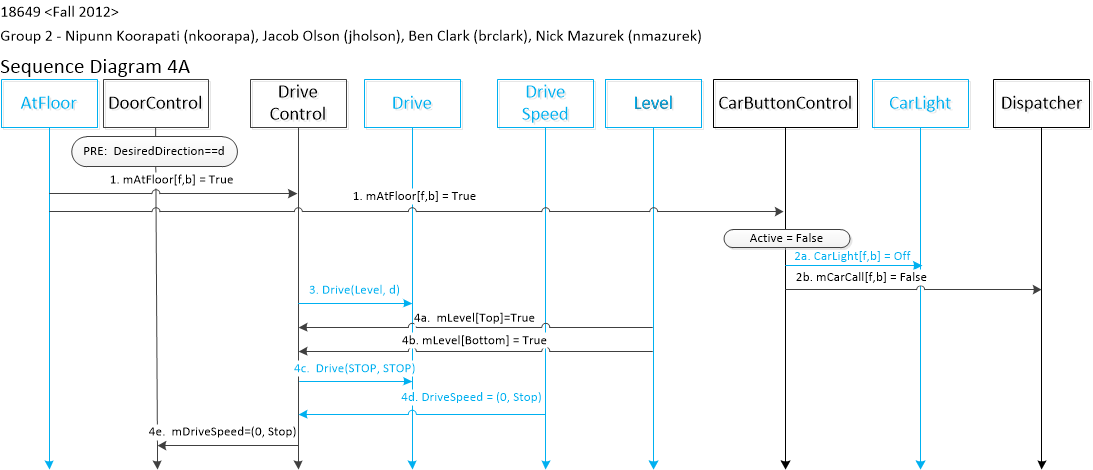 18649 <Fall 2012>
Group 2 - Nipunn Koorapati (nkoorapa), Jacob Olson (jholson), Ben Clark (brclark), Nick Mazurek (nmazurek)
Sequence Diagram 4A
AtFloor
DoorControl
Drive
Control
Drive
Drive
Speed
Level
CarButtonControl
CarLight
Dispatcher
PRE: DesiredDirection==d
1. mAtFloor[f,b] = True
1. mAtFloor[f,b] = True
Active = False
2a. CarLight[f,b] = Off
2b. mCarCall[f,b] = False
3. Drive(Level, d)
4a. mLevel[Top]=True
4b. mLevel[Bottom] = True
4c. Drive(STOP, STOP)
4d. DriveSpeed = (0, Stop)
4e. mDriveSpeed=(0, Stop)